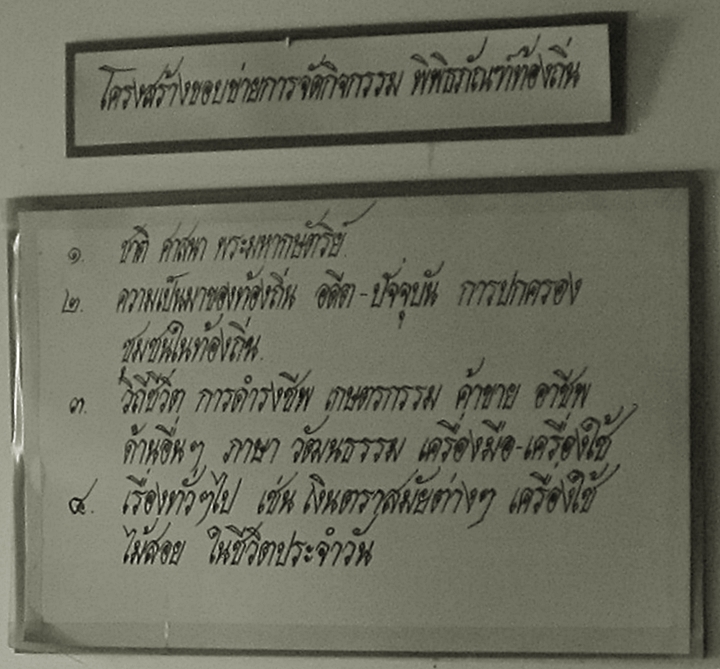 โครงสร้างขอบข่ายการจัดกิจกรรม พิพิธภัณฑ์ท้องถิ่น
๑. ชาติ ศาสนา พระมหากษัตริย์.
๒. ความเป็นมาของท้องถิ่น อดีต-ปัจจุบัน การปกครอง
ชุมชนในท้องถิ่น.
๓. วิถีชีวิต การดำรงชีพ เกษตรกรรม ค้าขาย อาชีพ
ด้านอื่นๆ ภาษา วัฒนธรรม เครื่องมือ-เครื่องใช้
๔. เรื่องทั่วๆไป เช่น เงินตราสมัยต่างๆ เครื่องใช้
ไม้สอย ในชีวิตประจำวัน